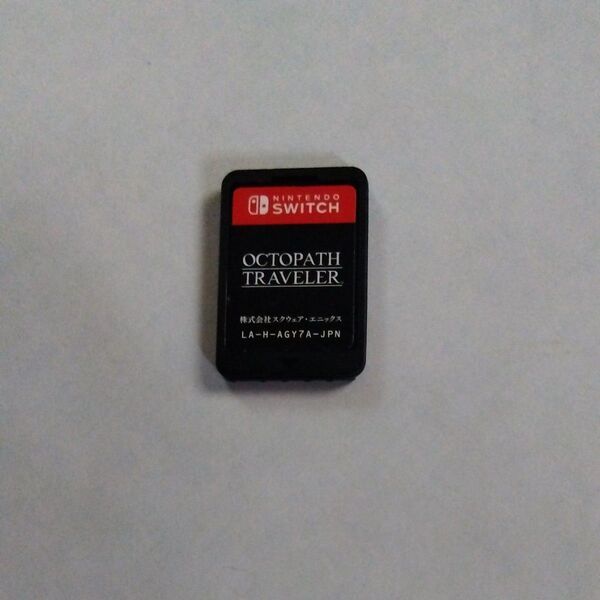 NINTENDO
SWITCH
OCTOPATH
TRAVELER
株式会社スクウェア・エニックス
LA-H-AGY7A-JPN